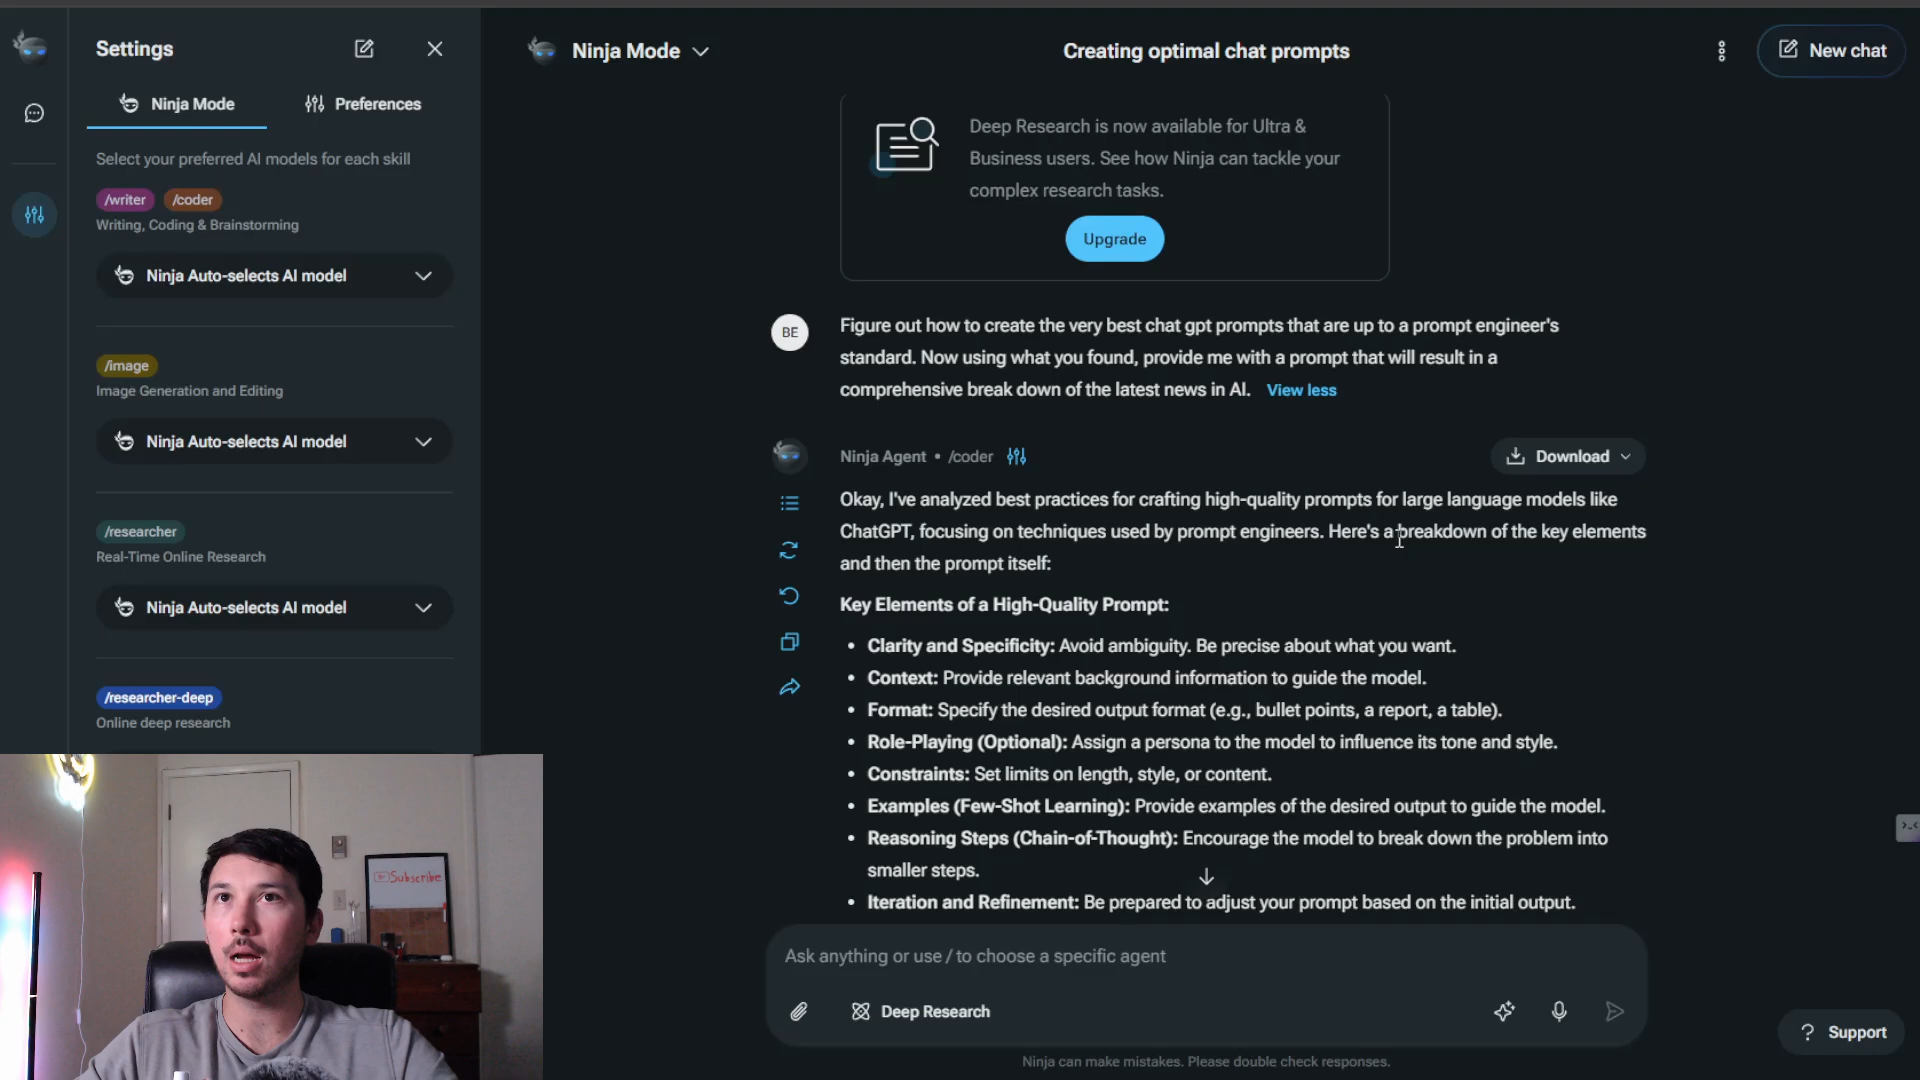 Settings
Ninja Mode
Preferences
Select your preferred AI models for each skill
/writer
/coder
Writing, Coding & Brainstorming
Ninja Auto-selects AI model
/image
Image Generation and Editing
Ninja Auto-selects AI model
/researcher
Real-Time Online Research
Ninja Auto-selects AI model
/researcher-deep
Online deep research
Subscribe
Ninja Mode
Creating optimal chat prompts
New chat
Deep Research is now available for Ultra &
Business users. See how Ninja can tackle your
complex research tasks.
Upgrade
BE
Figure out how to create the very best chat gpt prompts that are up to a prompt engineer's
standard. Now using what you found, provide me with a prompt that will result in a
comprehensive break down of the latest news in AI. View less
Ninja Agent • /coder
Download
Okay, I've analyzed best practices for crafting high-quality prompts for large language models like
ChatGPT, focusing on techniques used by prompt engineers. Here's a breakdown of the key elements
and then the prompt itself:
Key Elements of a High-Quality Prompt:
• Clarity and Specificity: Avoid ambiguity. Be precise about what you want.
• Context: Provide relevant background information to guide the model.
• Format: Specify the desired output format (e.g., bullet points, a report, a table).
• Role-Playing (Optional): Assign a persona to the model to influence its tone and style.
• Constraints: Set limits on length, style, or content.
• Examples (Few-Shot Learning): Provide examples of the desired output to guide the model.
• Reasoning Steps (Chain-of-Thought): Encourage the model to break down the problem into
smaller steps.
• Iteration and Refinement: Be prepared to adjust your prompt based on the initial output.
Ask anything or use / to choose a specific agent
Deep Research
Ninja can make mistakes. Please double check responses.
? Support